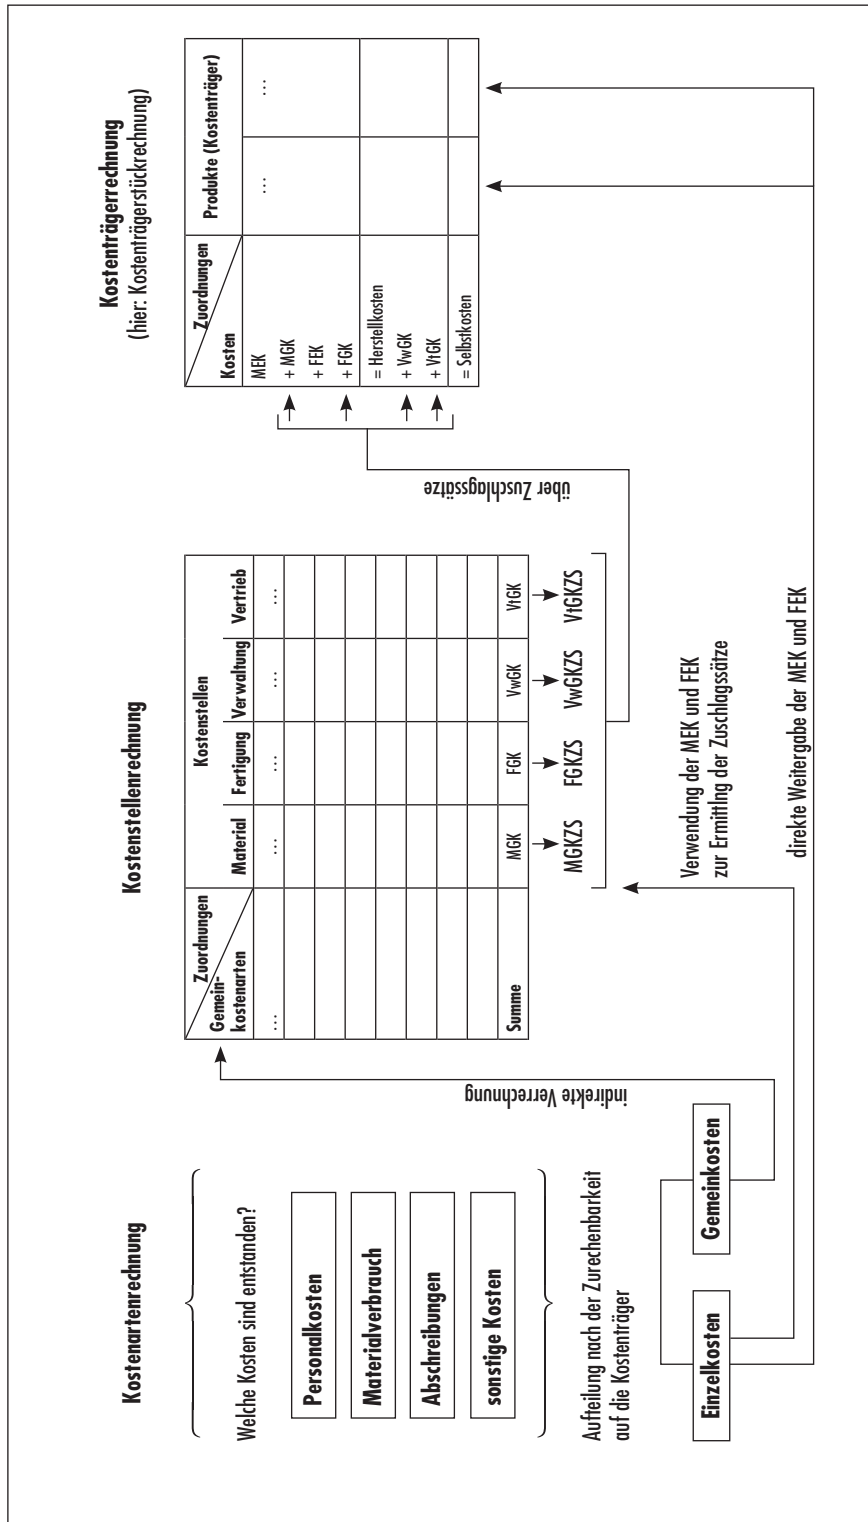 Kostenartenrechnung
Welche Kosten sind entstanden?
Personalkosten
Materialverbrauch
Abschreibungen
sonstige Kosten
Aufteilung nach der Zurechenbarkeit
auf die Kostenträger
Einzelkosten
Gemeinkosten
indirekte Verrechnung
Kostenstellenrechnung
Zuordnungen
Gemein-
kostenarten
Kostenstellen
Material Fertigung Verwaltung Vertrieb
... ... ... ... ...
Summe MGK FGK VwGK VtGK
MGKZS FGKZS VwGKZS VtGKZS
Verwendung der MEK und FEK
zur Ermittlng der Zuschlagssätze
direkte Weitergabe der MEK und FEK
über Zuschlagssätze
Kostenträgerrechnung
(hier: Kostenträgerstückrechnung)
Zuordnungen
Kosten
Produkte (Kostenträger)
MEK ... ...
+ MGK
+ FEK
+ FGK
= Herstellkosten
+ VwGK
+ VtGK
= Selbstkosten